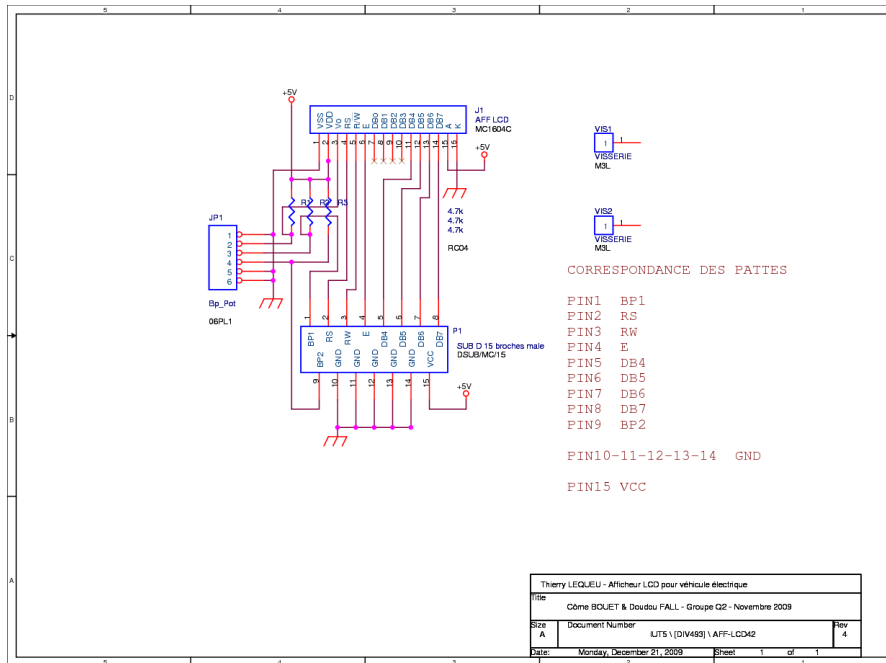 5 4 3 2 1
D
C
B
A
+5V
J1
AFF LCD
MC1604C
VSS VDD Vo RS R/W E DB0 DB1 DB2 DB3 DB4 DB5 DB6 DB7 A K
1 2 3 4 5 6 7 8 9 10 11 12 13 14 15 16
+5V
VIS1
1 1
VISSERIE
M3L
R1 R2 R3
4.7k
4.7k
4.7k
RC04
VIS2
1 1
VISSERIE
M3L
JP1
1
2
3
4
5
6
Bp_Pot
06PL1
CORRESPONDANCE DES PATTES
PIN1 BP1
PIN2 RS
PIN3 RW
PIN4 E
PIN5 DB4
PIN6 DB5
PIN7 DB6
PIN8 DB7
PIN9 BP2
PIN10-11-12-13-14 GND
PIN15 VCC
1 2 3 4 5 6 7 8
BP1 RS RW E DB4 DB5 DB6 DB7
BP2 GND GND GND GND GND VCC
9 10 11 12 13 14 15
P1
SUB D 15 broches male
DSUB/MC/15
+5V
Thierry LEQUEU - Afficheur LCD pour véhicule électrique
Title
Côme BOUET & Doudou FALL - Groupe Q2 - Novembre 2009
Size Document Number Rev
A IUT5 \ [DIV493] \ AFF-LCD42 4
Date: Monday, December 21, 2009 Sheet 1 of 1
5 4 3 2 1